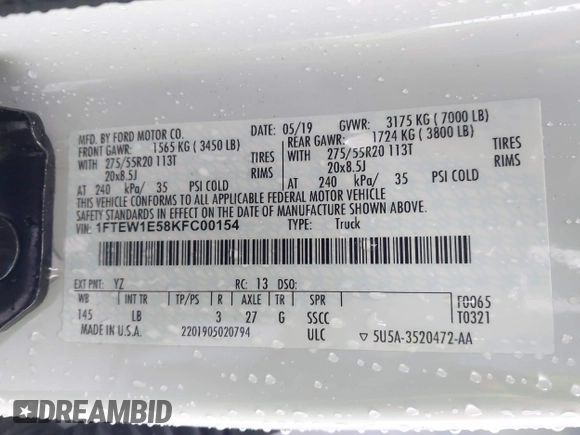 MFD. BY FORD MOTOR CO.
DATE: 05/19 GVWR: 3175 KG ( 7000 LB)
FRONT GAWR: 1565 KG ( 3450 LB)
REAR GAWR: 1724 KG ( 3800 LB)
WITH 275/55R20 113T TIRES
WITH 275/55R20 113T TIRES
20x8.5J RIMS
20x8.5J RIMS
AT 240 kPa/ 35 PSI COLD
AT 240 kPa/ 35 PSI COLD
THIS VEHICLE CONFORMS TO ALL APPLICABLE FEDERAL MOTOR VEHICLE
SAFETY STANDARDS IN EFFECT ON THE DATE OF MANUFACTURE SHOWN ABOVE.
VIN: 1FTEW1E58KFC00154 TYPE: Truck
EXT PNT: YZ RC: 13 DSO:
WB INT TR TP/PS R AXLE TR SPR F0065
145 LB 3 27 G SSCC T0321
MADE IN U.S.A. 2201905020794 ULC ▽ 5U5A-3520472-AA
DREAMBID